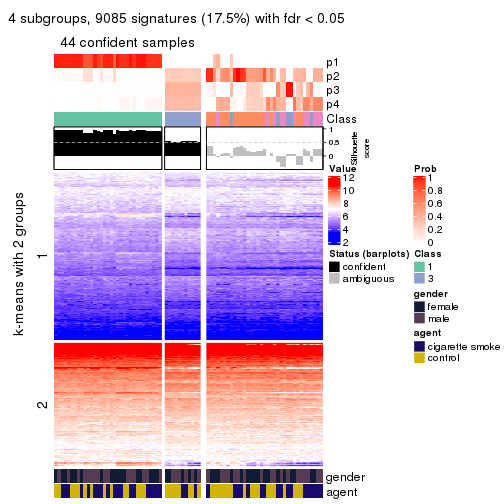 4 subgroups, 9085 signatures (17.5%) with fdr < 0.05
44 confident samples
p1
p2
p3
p4
Class
1
0.5
0
Silhouette
score
k-means with 2 groups
1
2
Value
12
10
8
6
4
2
Prob
1
0.8
0.6
0.4
0.2
0
Status (barplots)
confident
ambiguous
Class
1
3
gender
female
male
agent
cigarette smoke
control
gender
agent